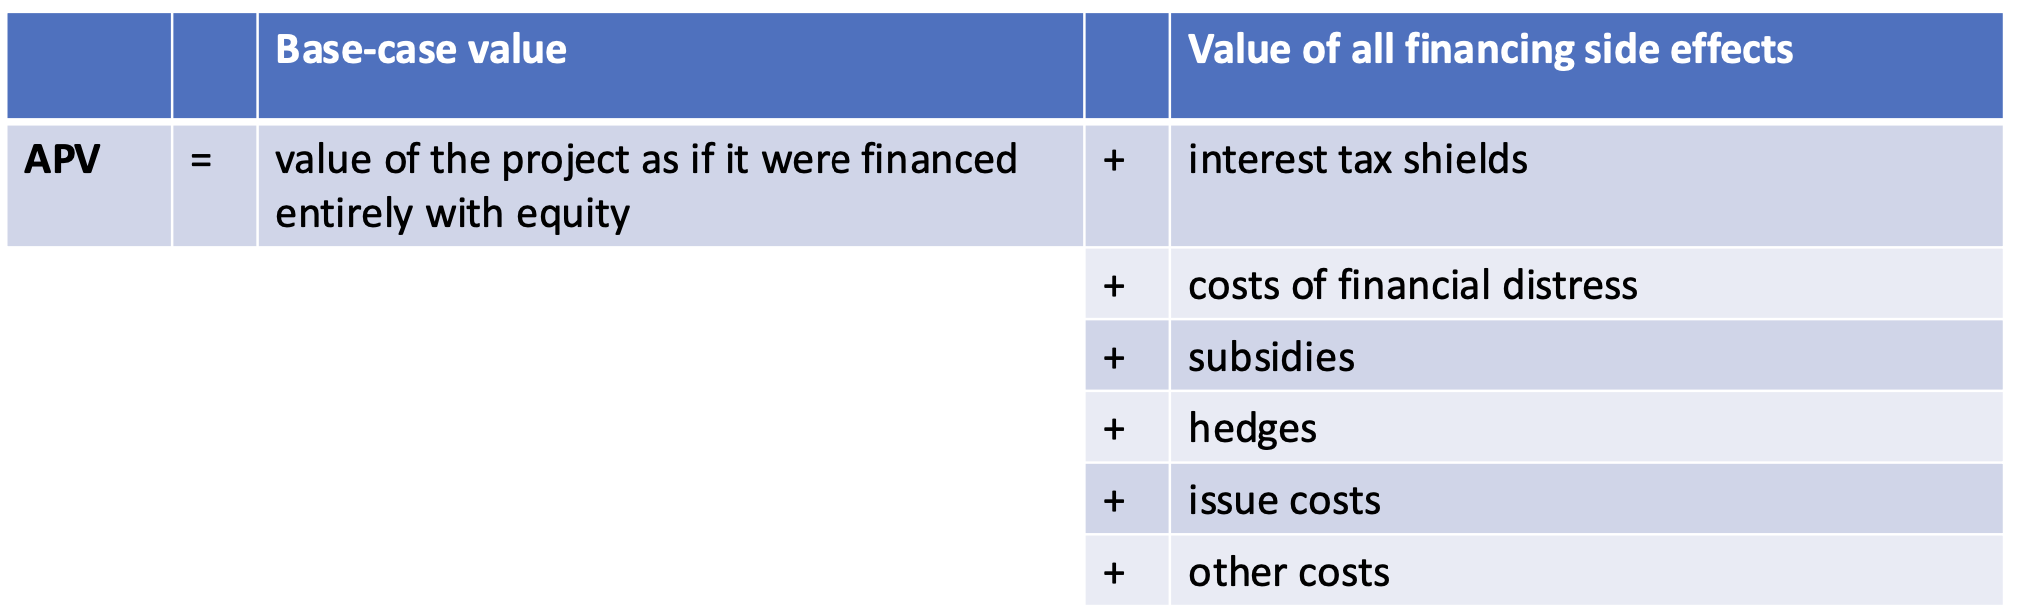 Base-case value Value of all financing side effects
APV = value of the project as if it were financed + interest tax shields
entirely with equity
+ costs of financial distress
+ subsidies
+ hedges
+ issue costs
+ other costs